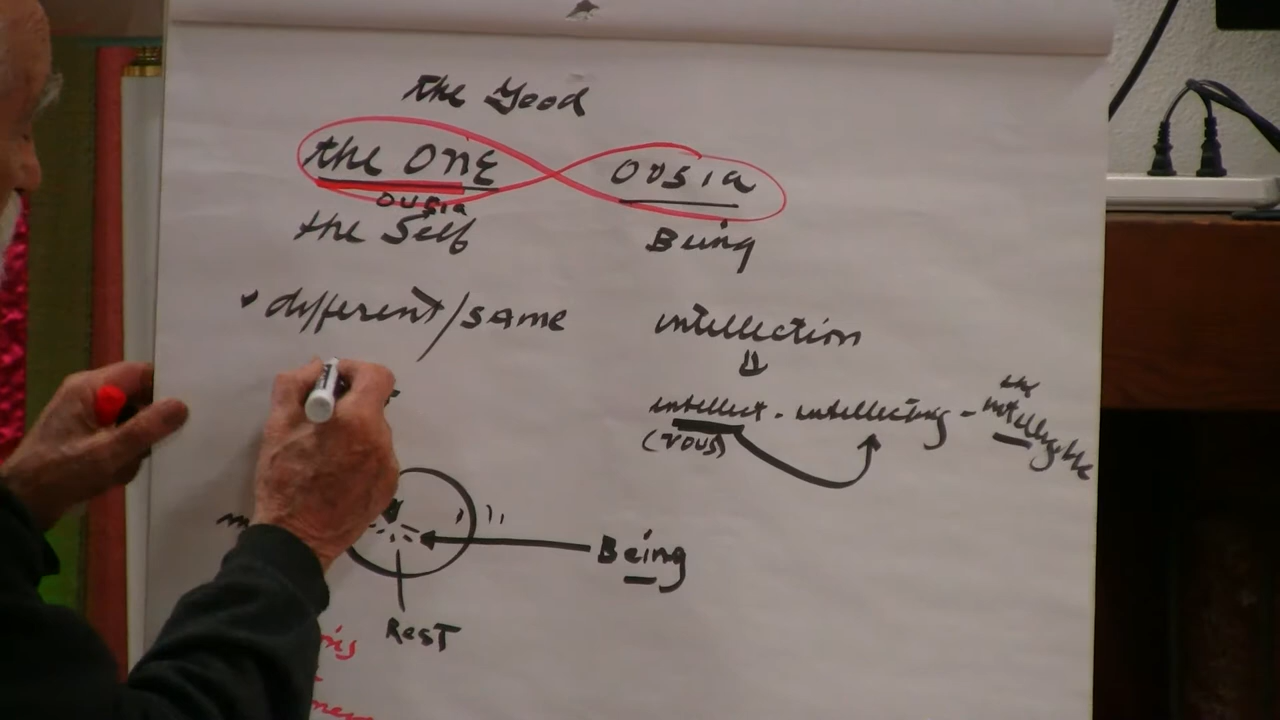 the Good
the ONE ousia
ousia
the Self Being
different/same intellection
intellect - intellecting - the intelligible
(νους)
Being
Rest